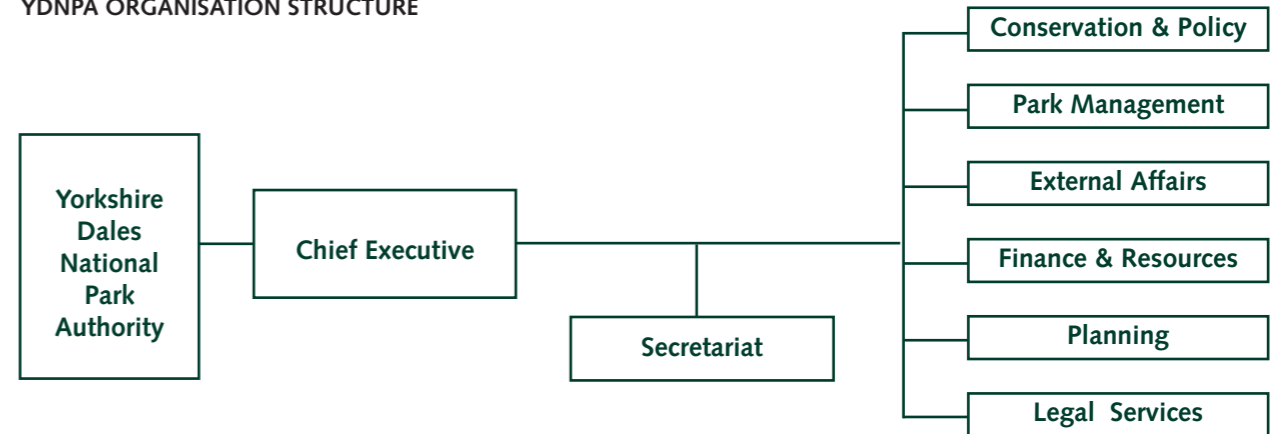 YDNPA ORGANISATION STRUCTURE
Yorkshire
Dales
National
Park
Authority
Chief Executive
Secretariat
Conservation & Policy
Park Management
External Affairs
Finance & Resources
Planning
Legal Services